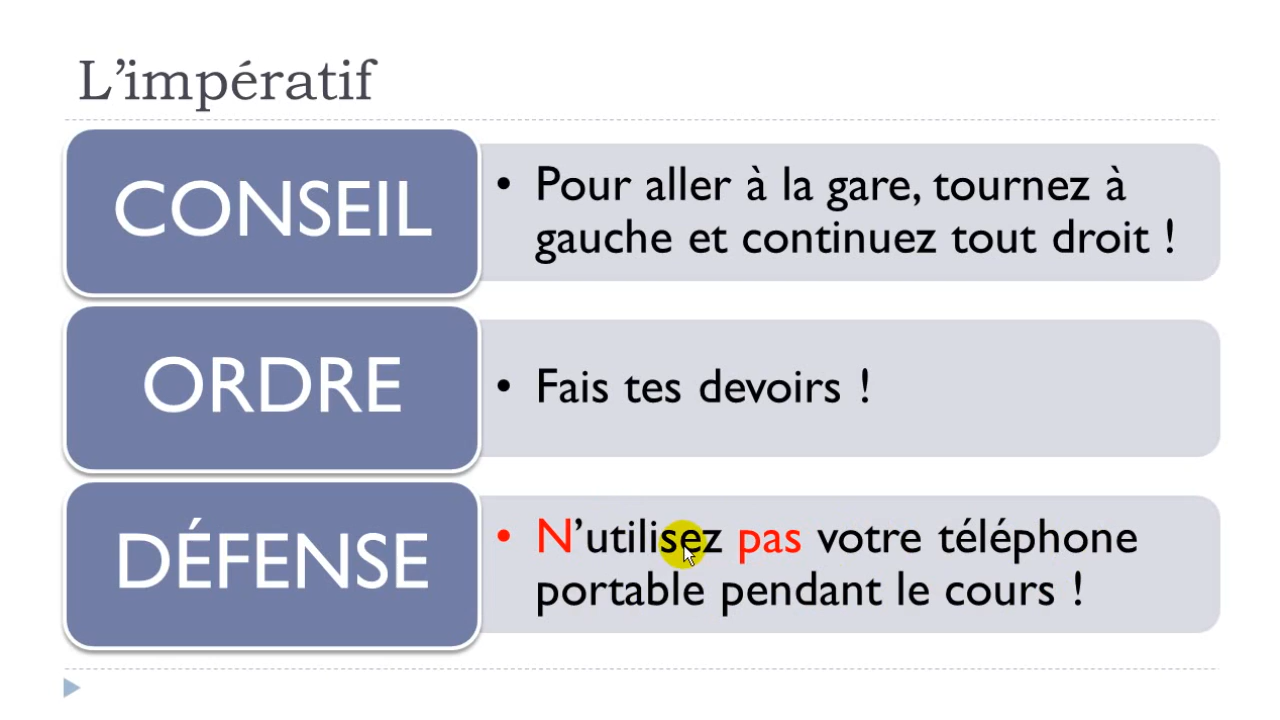 L’impératif
CONSEIL
• Pour aller à la gare, tournez à
gauche et continuez tout droit !
ORDRE
• Fais tes devoirs !
DÉFENSE
• N’utilisez pas votre téléphone
portable pendant le cours !